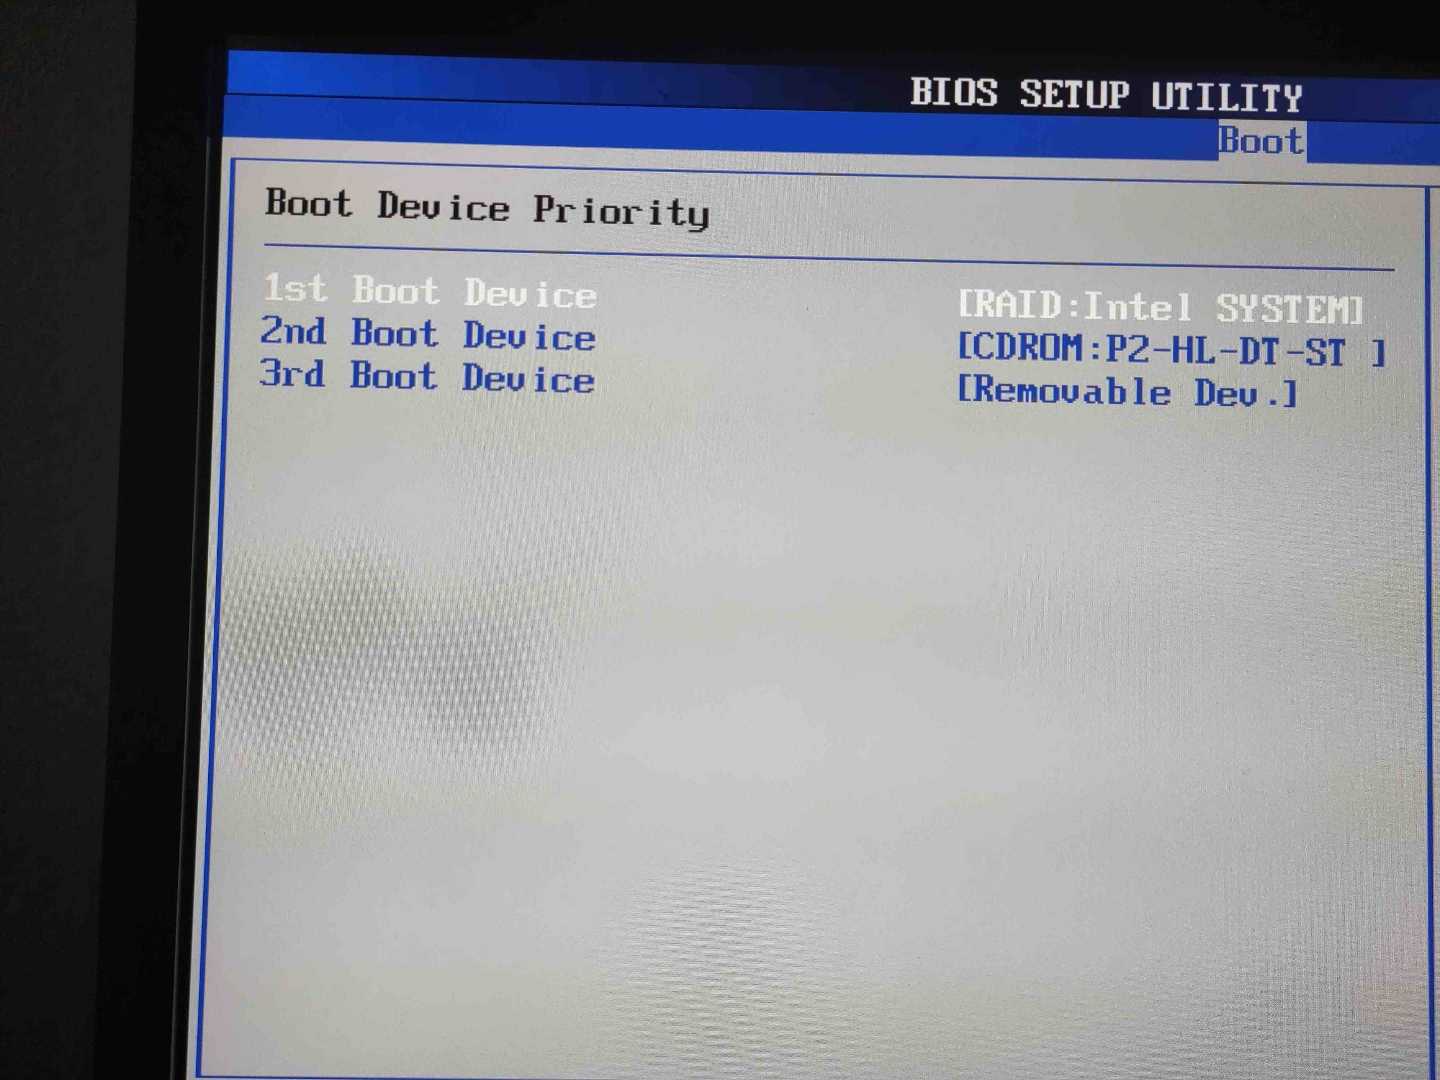 BIOS SETUP UTILITY
Boot
Boot Device Priority
1st Boot Device [RAID:Intel SYSTEM]
2nd Boot Device [CDROM:P2-HL-DT-ST ]
3rd Boot Device [Removable Dev.]